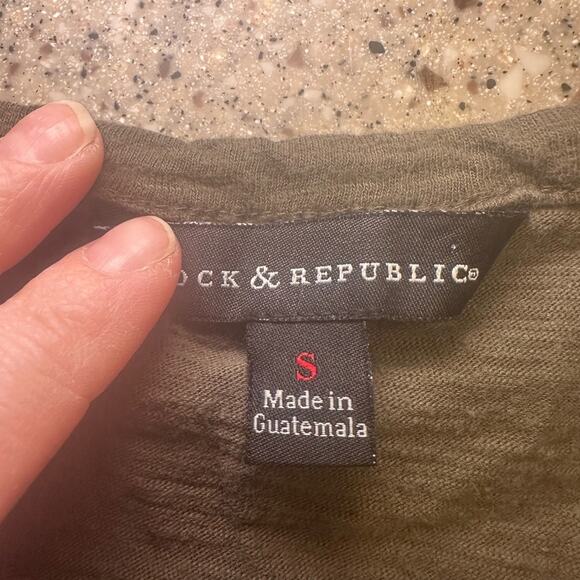 OCK & REPUBLIC®
S
Made in
Guatemala